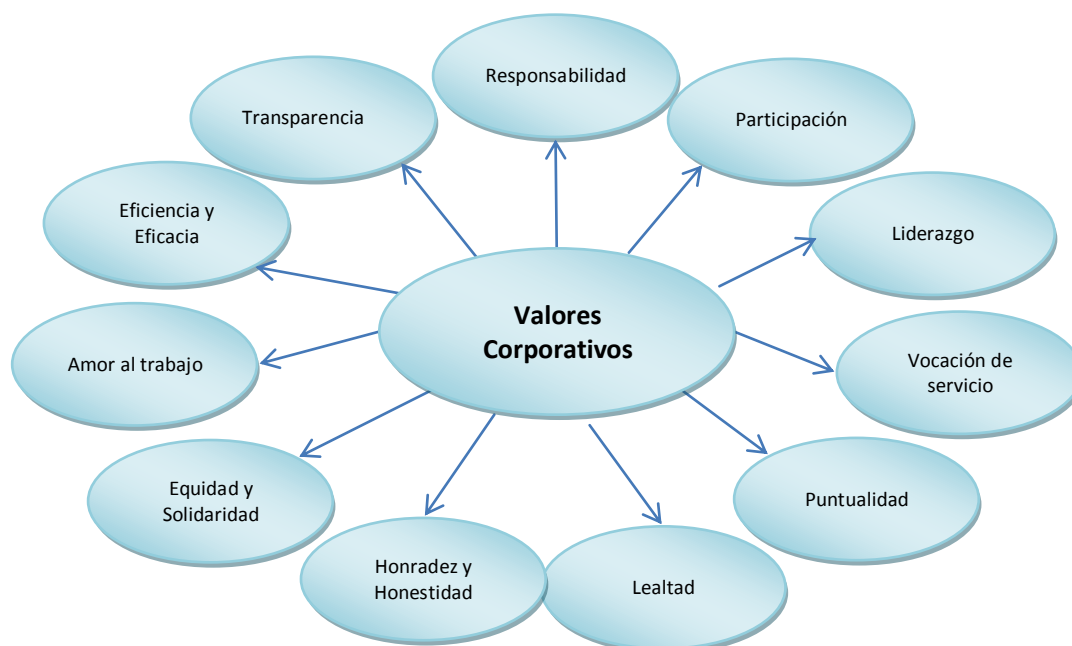 Responsabilidad
Transparencia
Participación
Eficiencia y
Eficacia
Liderazgo
Valores
Corporativos
Amor al trabajo
Vocación de
servicio
Equidad y
Solidaridad
Puntualidad
Honradez y
Honestidad
Lealtad